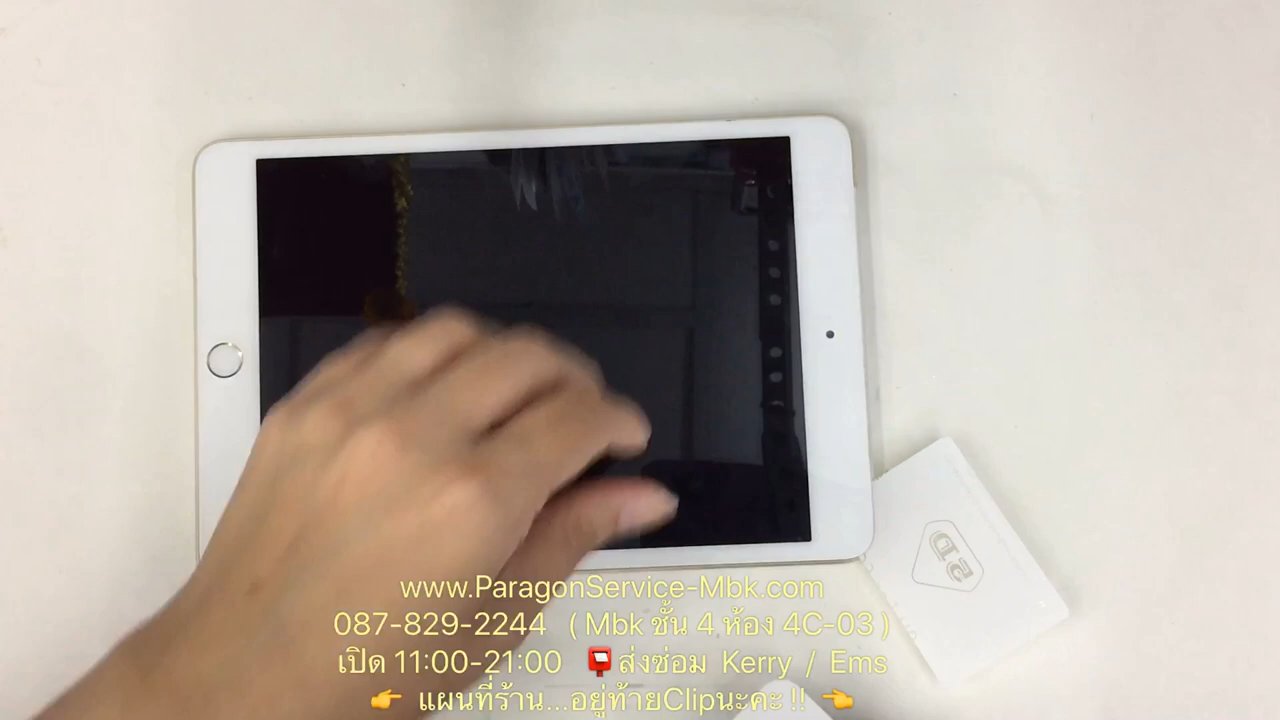 5D
www.ParagonService-Mbk.com
087-829-2244 ( Mbk ชั้น 4 ห้อง 4C-03 )
เปิด 11:00-21:00 📮ส่งซ่อม Kerry / Ems
👉 แผนที่ร้าน...อยู่ท้ายClipนะคะ !! 👈